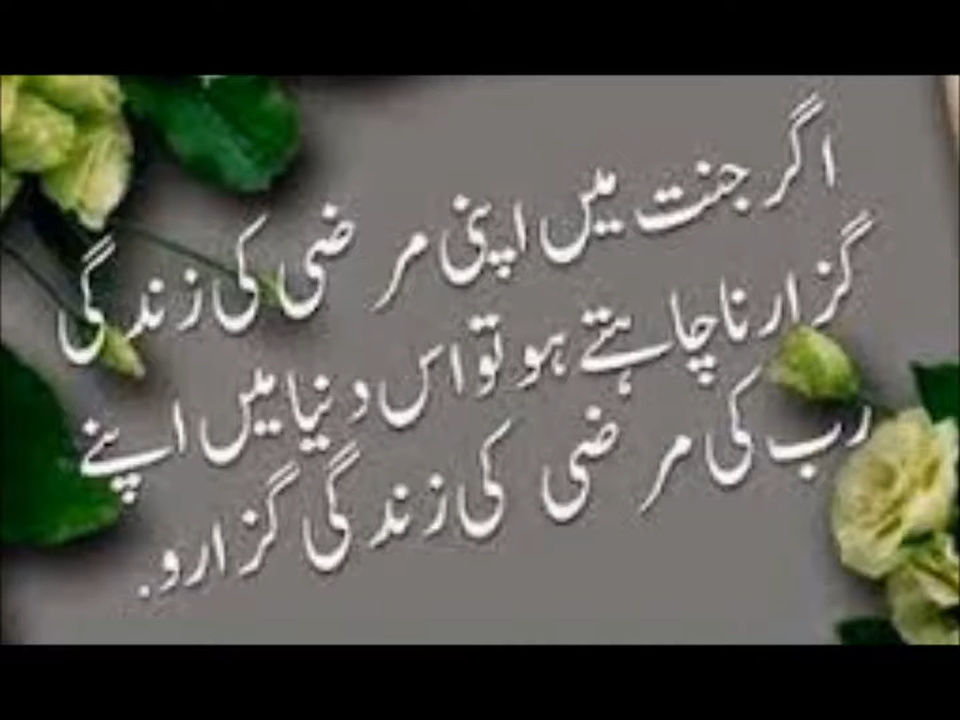 اگر جنت میں اپنی مرضی کی زندگی
گزارنا چاہتے ہو تو اس دنیا میں اپنے
رب کی مرضی کی زندگی گزارو.